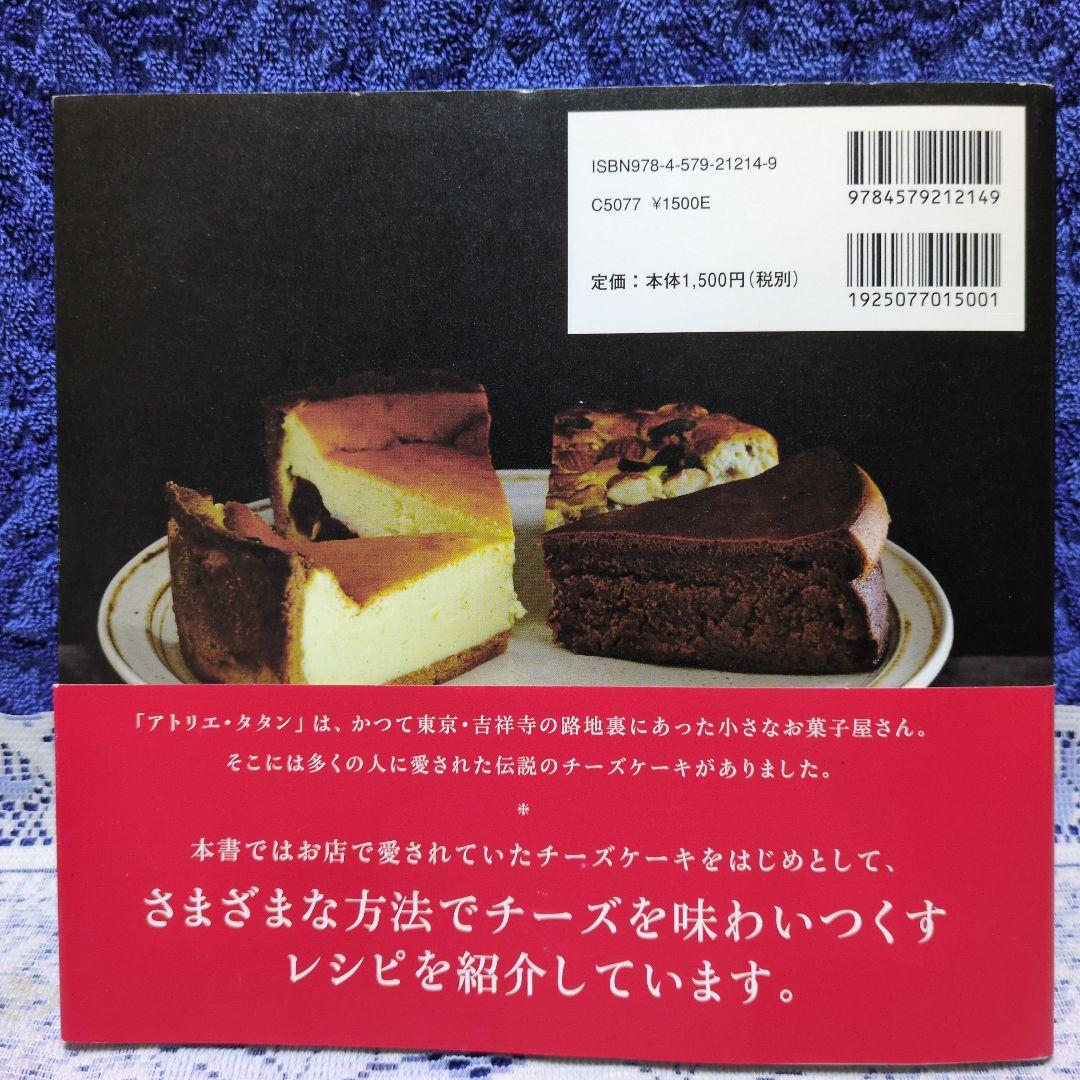 ISBN978-4-579-21214-9
C5077 ¥1500E
定価：本体1,500円（税別）
9784579212149
1925077015001
「アトリエ・タタン」は、かつて東京・吉祥寺の路地裏にあった小さなお菓子屋さん。
そこには多くの人に愛された伝説のチーズケーキがありました。
＊
本書ではお店で愛されていたチーズケーキをはじめとして、
さまざまな方法でチーズを味わいつくす
レシピを紹介しています。